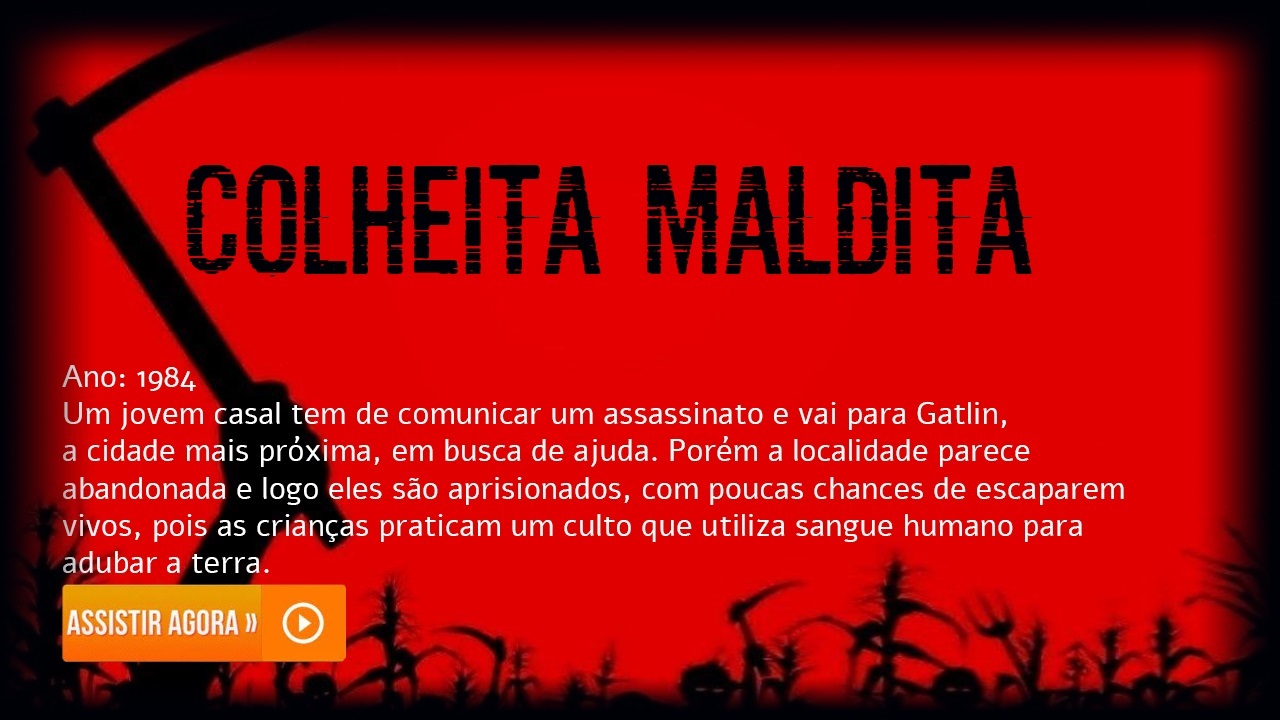 COLHEITA MALDITA
Ano: 1984
Um jovem casal tem de comunicar um assassinato e vai para Gatlin,
a cidade mais próxima, em busca de ajuda. Porém a localidade parece
abandonada e logo eles são aprisionados, com poucas chances de escaparem
vivos, pois as crianças praticam um culto que utiliza sangue humano para
adubar a terra.
ASSISTIR AGORA »